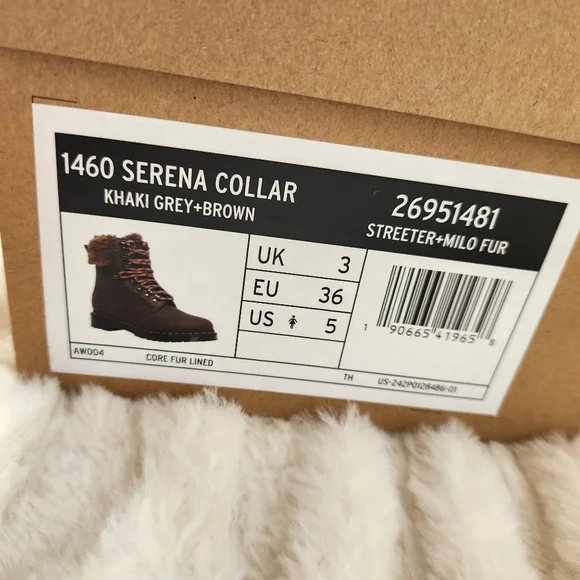 1460 SERENA COLLAR
KHAKI GREY+BROWN
26951481
STREETER+MILO FUR
UK 3
EU 36
US 5
1 90665 41965 8
AW004
CORE FUR LINED
TH
US-242P0128486-01